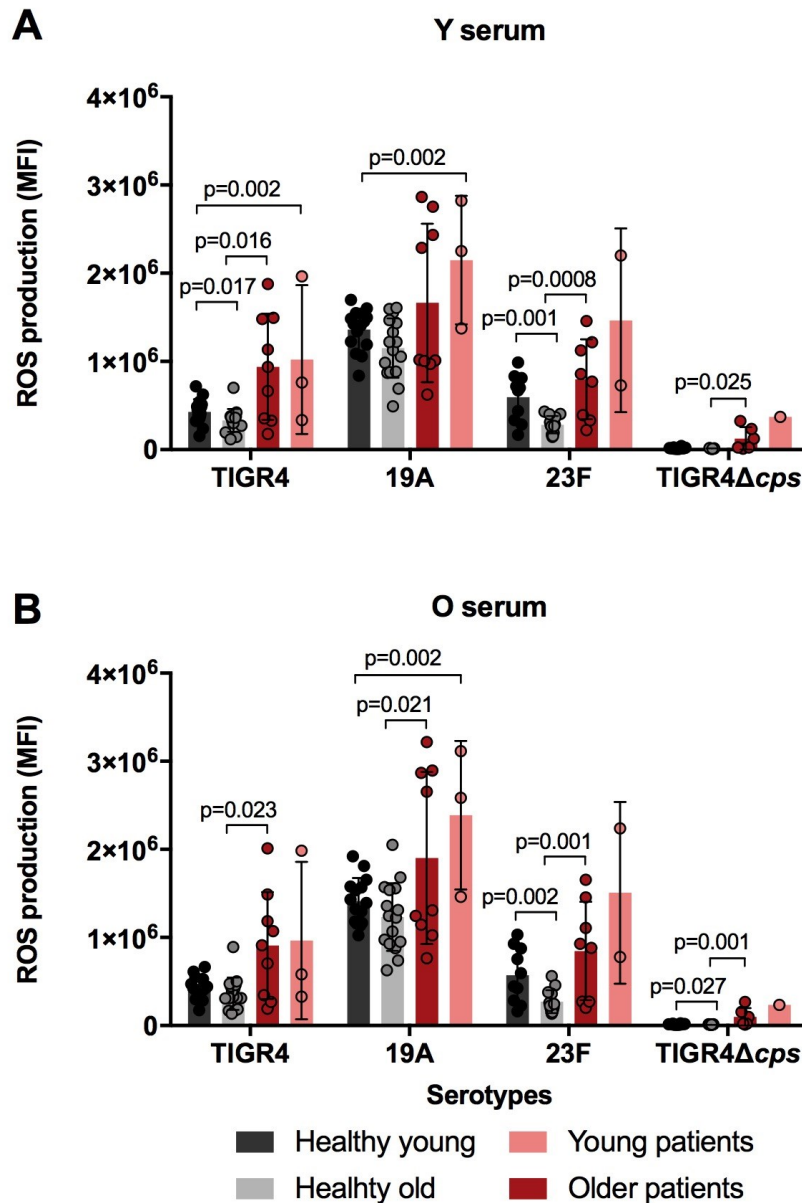 A
Y serum
ROS production (MFI)
4×10⁶
3×10⁶
2×10⁶
1×10⁶
0
p=0.002
p=0.016
p=0.017
p=0.002
p=0.0008
p=0.001
p=0.025
TIGR4 19A 23F TIGR4Δcps
B
O serum
ROS production (MFI)
4×10⁶
3×10⁶
2×10⁶
1×10⁶
0
p=0.023
p=0.002
p=0.021
p=0.001
p=0.002
p=0.001
p=0.027
TIGR4 19A 23F TIGR4Δcps
Serotypes
Healthy young Young patients
Healhty old Older patients